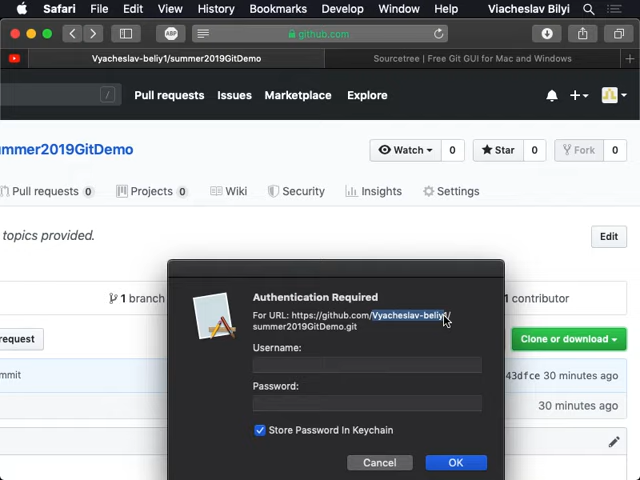 Safari File Edit View History Bookmarks Develop Window Help Viacheslav Bilyi
ABP github.com
Vyacheslav-beliy1/summer2019GitDemo Sourcetree | Free Git GUI for Mac and Windows
/ Pull requests Issues Marketplace Explore
ummer2019GitDemo Watch 0 Star 0 Fork 0
Pull requests 0 Projects 0 Wiki Security Insights Settings
topics provided. Edit
1 branch 1 contributor
request Clone or download
mmit 43dfce 30 minutes ago
30 minutes ago
Authentication Required
For URL: https://github.com/Vyacheslav-beliy1/
summer2019GitDemo.git
Username:
Password:
Store Password In Keychain
Cancel OK